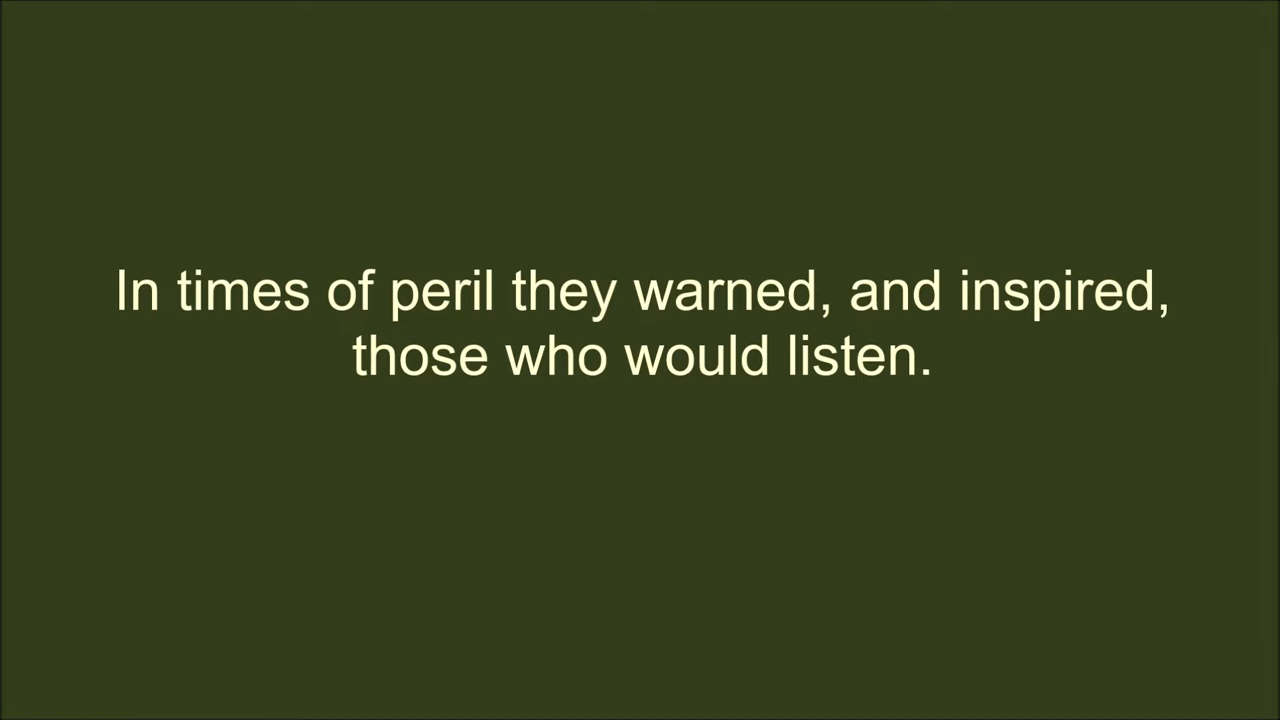 In times of peril they warned, and inspired,
those who would listen.